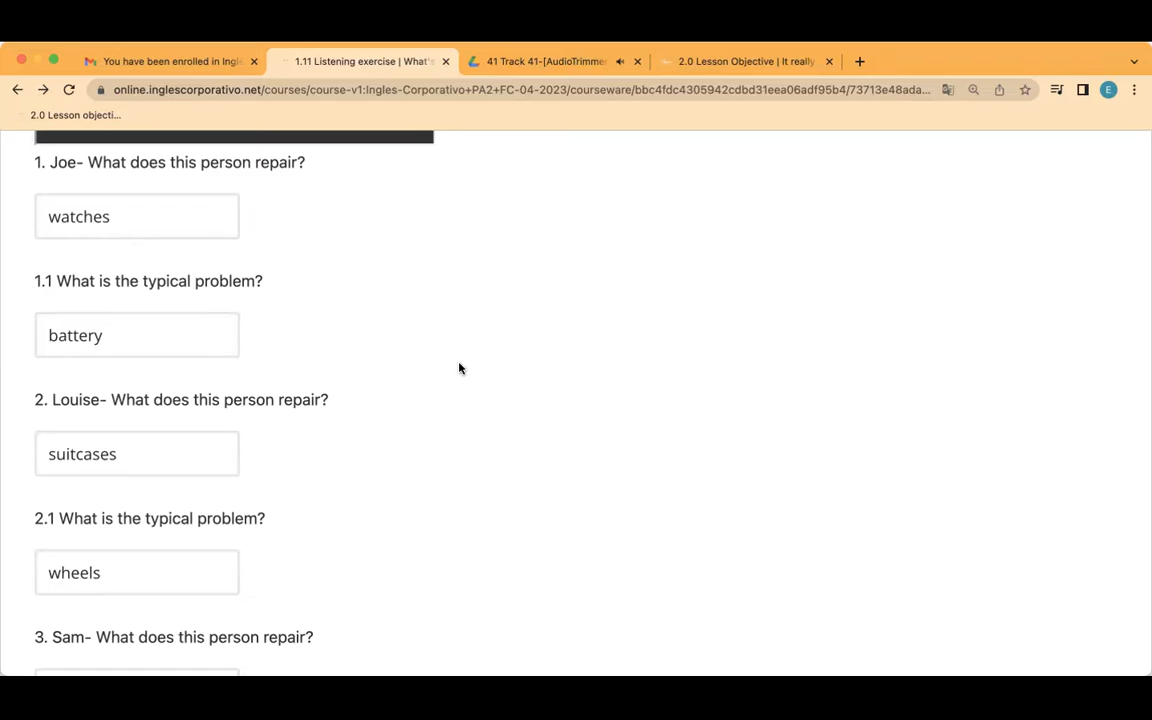 You have been enrolled in Ingl
1.11 Listening exercise | What's
41 Track 41-[AudioTrimmer
2.0 Lesson Objective | It really
online.inglescorporativo.net/courses/course-v1:Ingles-Corporativo+PA2+FC-04-2023/courseware/bbc4fdc4305942cdbd31eea06adf95b4/73713e48ada...
E
2.0 Lesson objecti...
1. Joe- What does this person repair?
watches
1.1 What is the typical problem?
battery
2. Louise- What does this person repair?
suitcases
2.1 What is the typical problem?
wheels
3. Sam- What does this person repair?